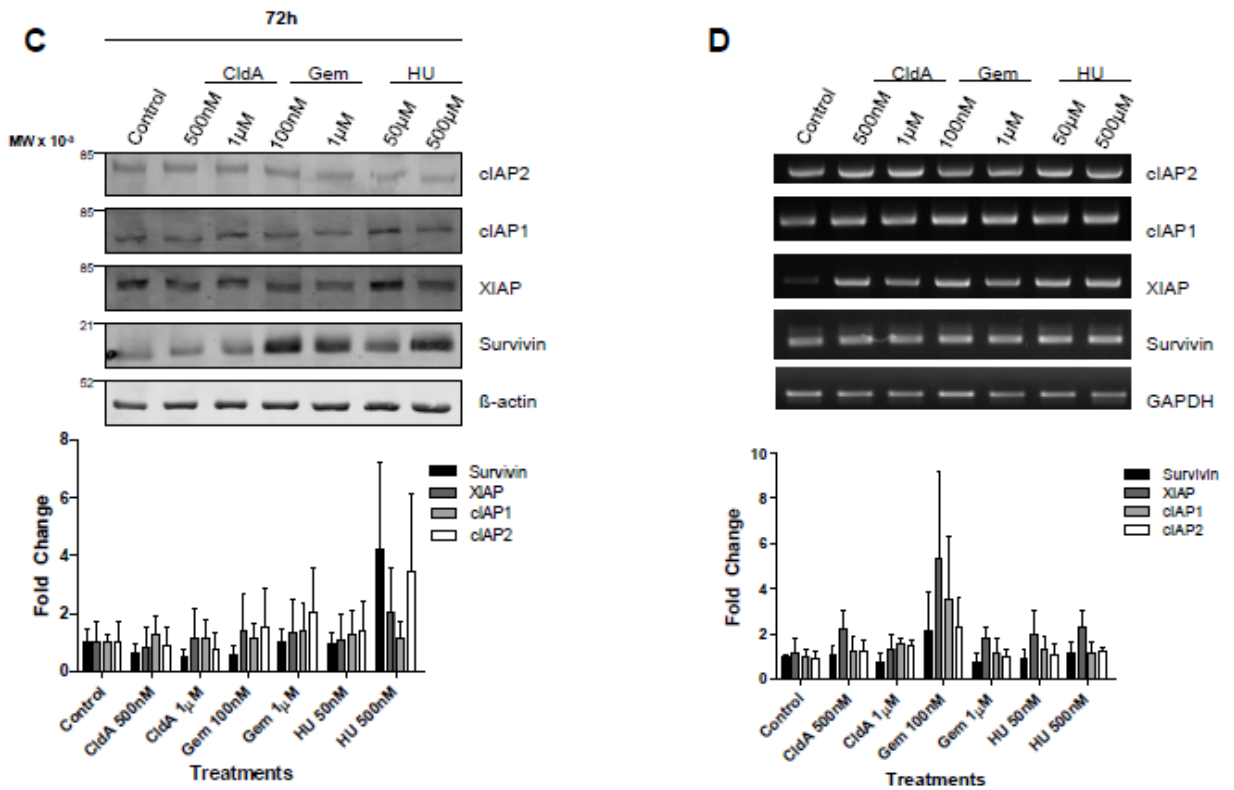 C
72h
CldA Gem HU
Control 500nM 1µM 100nM 1µM 50µM 500µM
MW x 10⁻³
85
cIAP2
85
cIAP1
85
XIAP
21
Survivin
52
ß-actin
8
6
4
2
0
Fold Change
Survivin
XIAP
cIAP1
cIAP2
Control
CldA 500nM
CldA 1µM
Gem 100nM
Gem 1µM
HU 50nM
HU 500nM
Treatments
D
CldA Gem HU
Control 500nM 1µM 100nM 1µM 50µM 500µM
cIAP2
cIAP1
XIAP
Survivin
GAPDH
10
8
6
4
2
0
Fold Change
Survivin
XIAP
cIAP1
cIAP2
Control
CldA 500nM
CldA 1µM
Gem 100nM
Gem 1µM
HU 50nM
HU 500nM
Treatments